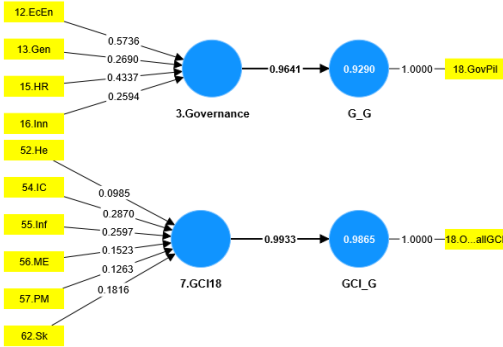 12.EcEn
13.Gen
15.HR
16.Inn
0.5736
0.2690
0.4337
0.2594
3.Governance
0.9641
0.9290
G_G
1.0000
18.GovPil
52.He
54.IC
55.Inf
56.ME
57.PM
62.Sk
0.0985
0.2870
0.2597
0.1523
0.1263
0.1816
7.GCI18
0.9933
0.9865
GCI_G
1.0000
18.O...allGCI